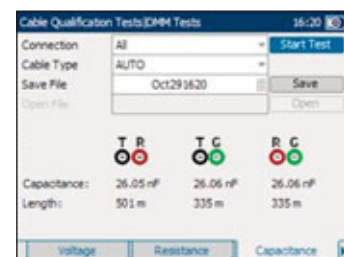 Cable Qualification Tests|DMM Tests 16:20
Connection All Start Test
Cable Type AUTO
Save File Oct291620 Save
Open File Open
T R T G R G
Capacitance: 26.05 nF 26.06 nF 26.06 nF
Length: 501 m 335 m 335 m
Voltage Resistance Capacitance